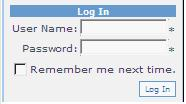 Log In
User Name: *
Password: *
Remember me next time.
Log In